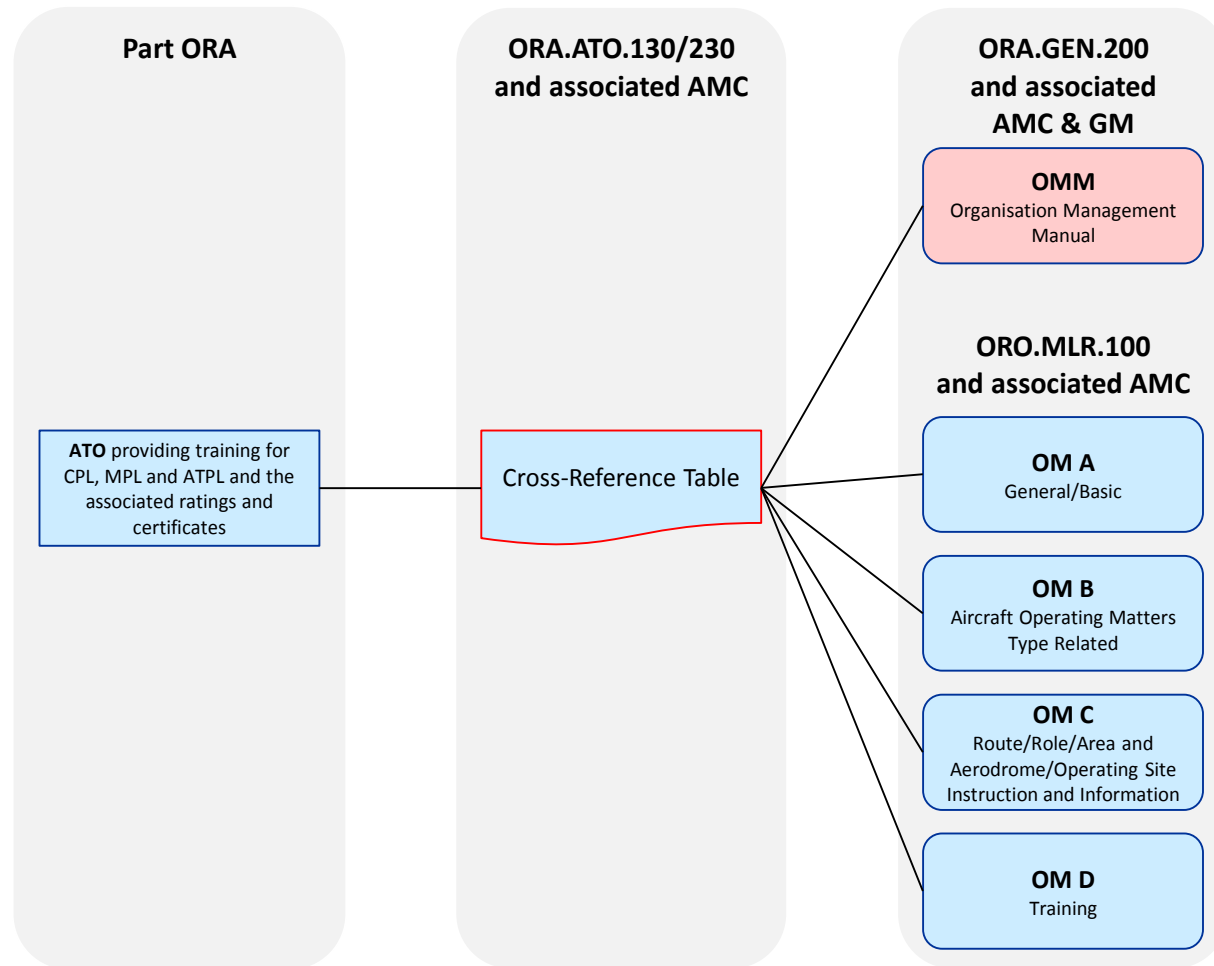 Part ORA
ORA.ATO.130/230
and associated AMC
ORA.GEN.200
and associated
AMC & GM
OMM
Organisation Management
Manual
ORO.MLR.100
and associated AMC
ATO providing training for
CPL, MPL and ATPL and the
associated ratings and
certificates
Cross-Reference Table
OM A
General/Basic
OM B
Aircraft Operating Matters
Type Related
OM C
Route/Role/Area and
Aerodrome/Operating Site
Instruction and Information
OM D
Training